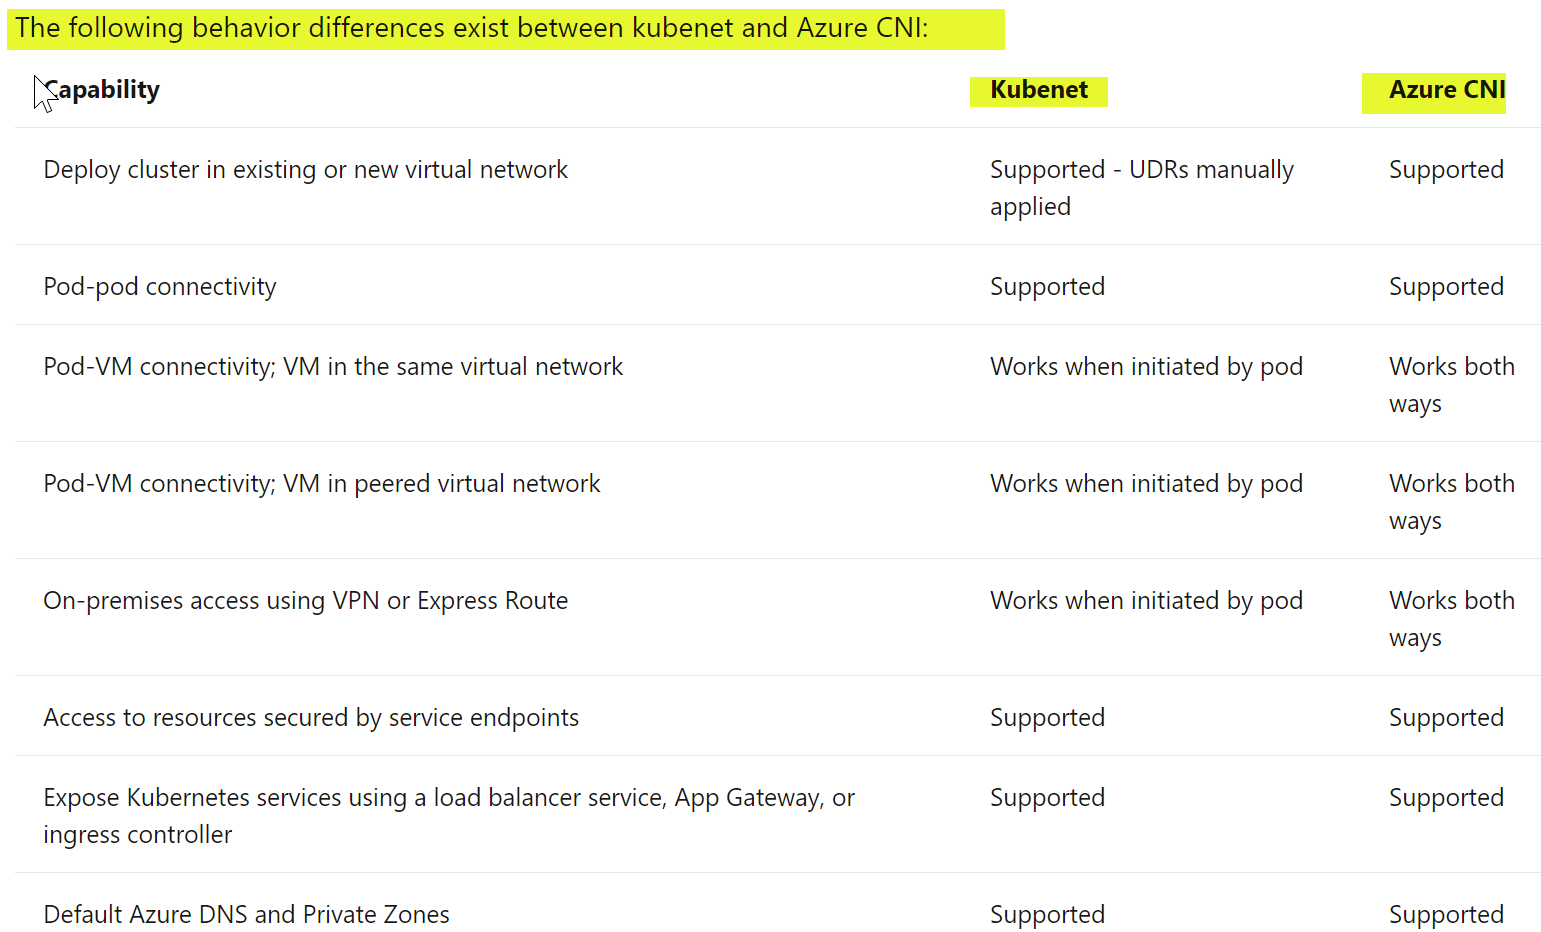 The following behavior differences exist between kubenet and Azure CNI:
Capability Kubenet Azure CNI
Deploy cluster in existing or new virtual network Supported - UDRs manually Supported
applied
Pod-pod connectivity Supported Supported
Pod-VM connectivity; VM in the same virtual network Works when initiated by pod Works both
ways
Pod-VM connectivity; VM in peered virtual network Works when initiated by pod Works both
ways
On-premises access using VPN or Express Route Works when initiated by pod Works both
ways
Access to resources secured by service endpoints Supported Supported
Expose Kubernetes services using a load balancer service, App Gateway, or Supported Supported
ingress controller
Default Azure DNS and Private Zones Supported Supported